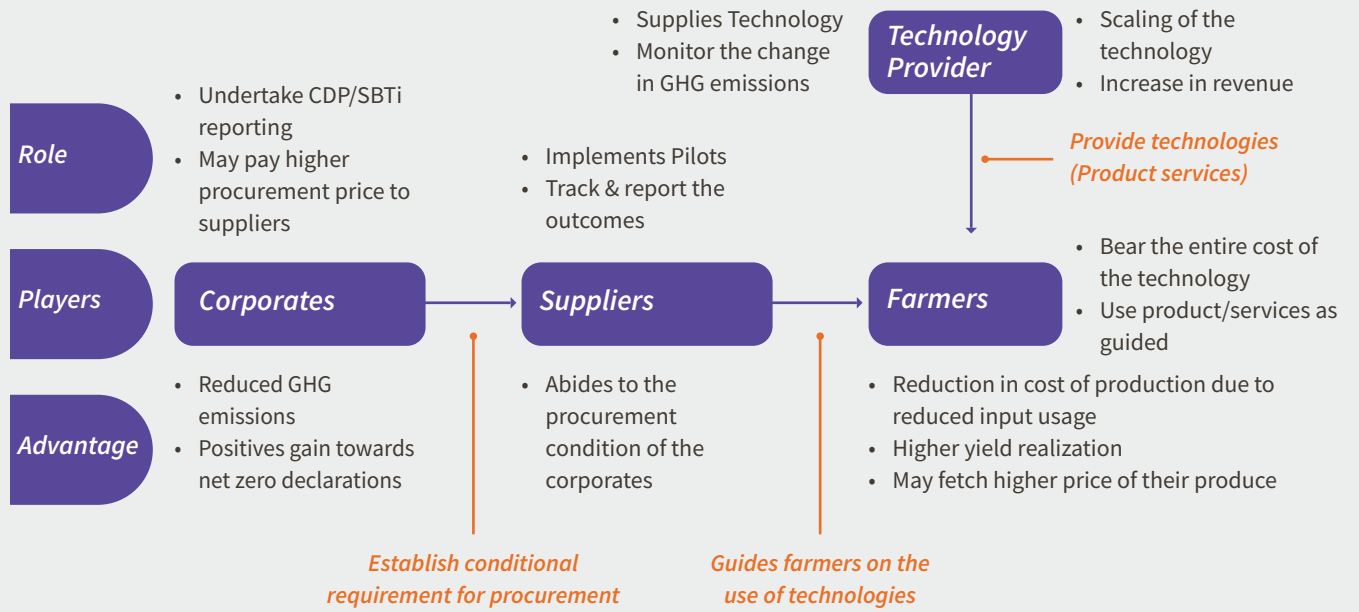 • Supplies Technology
• Monitor the change
in GHG emissions
Technology
Provider
• Scaling of the
technology
• Increase in revenue
Provide technologies
(Product services)
Role
• Undertake CDP/SBTi
reporting
• May pay higher
procurement price to
suppliers
• Implements Pilots
• Track & report the
outcomes
Players
Corporates
Suppliers
Farmers
• Bear the entire cost of
the technology
• Use product/services as
guided
Advantage
• Reduced GHG
emissions
• Positives gain towards
net zero declarations
• Abides to the
procurement
condition of the
corporates
• Reduction in cost of production due to
reduced input usage
• Higher yield realization
• May fetch higher price of their produce
Establish conditional
requirement for procurement
Guides farmers on the
use of technologies